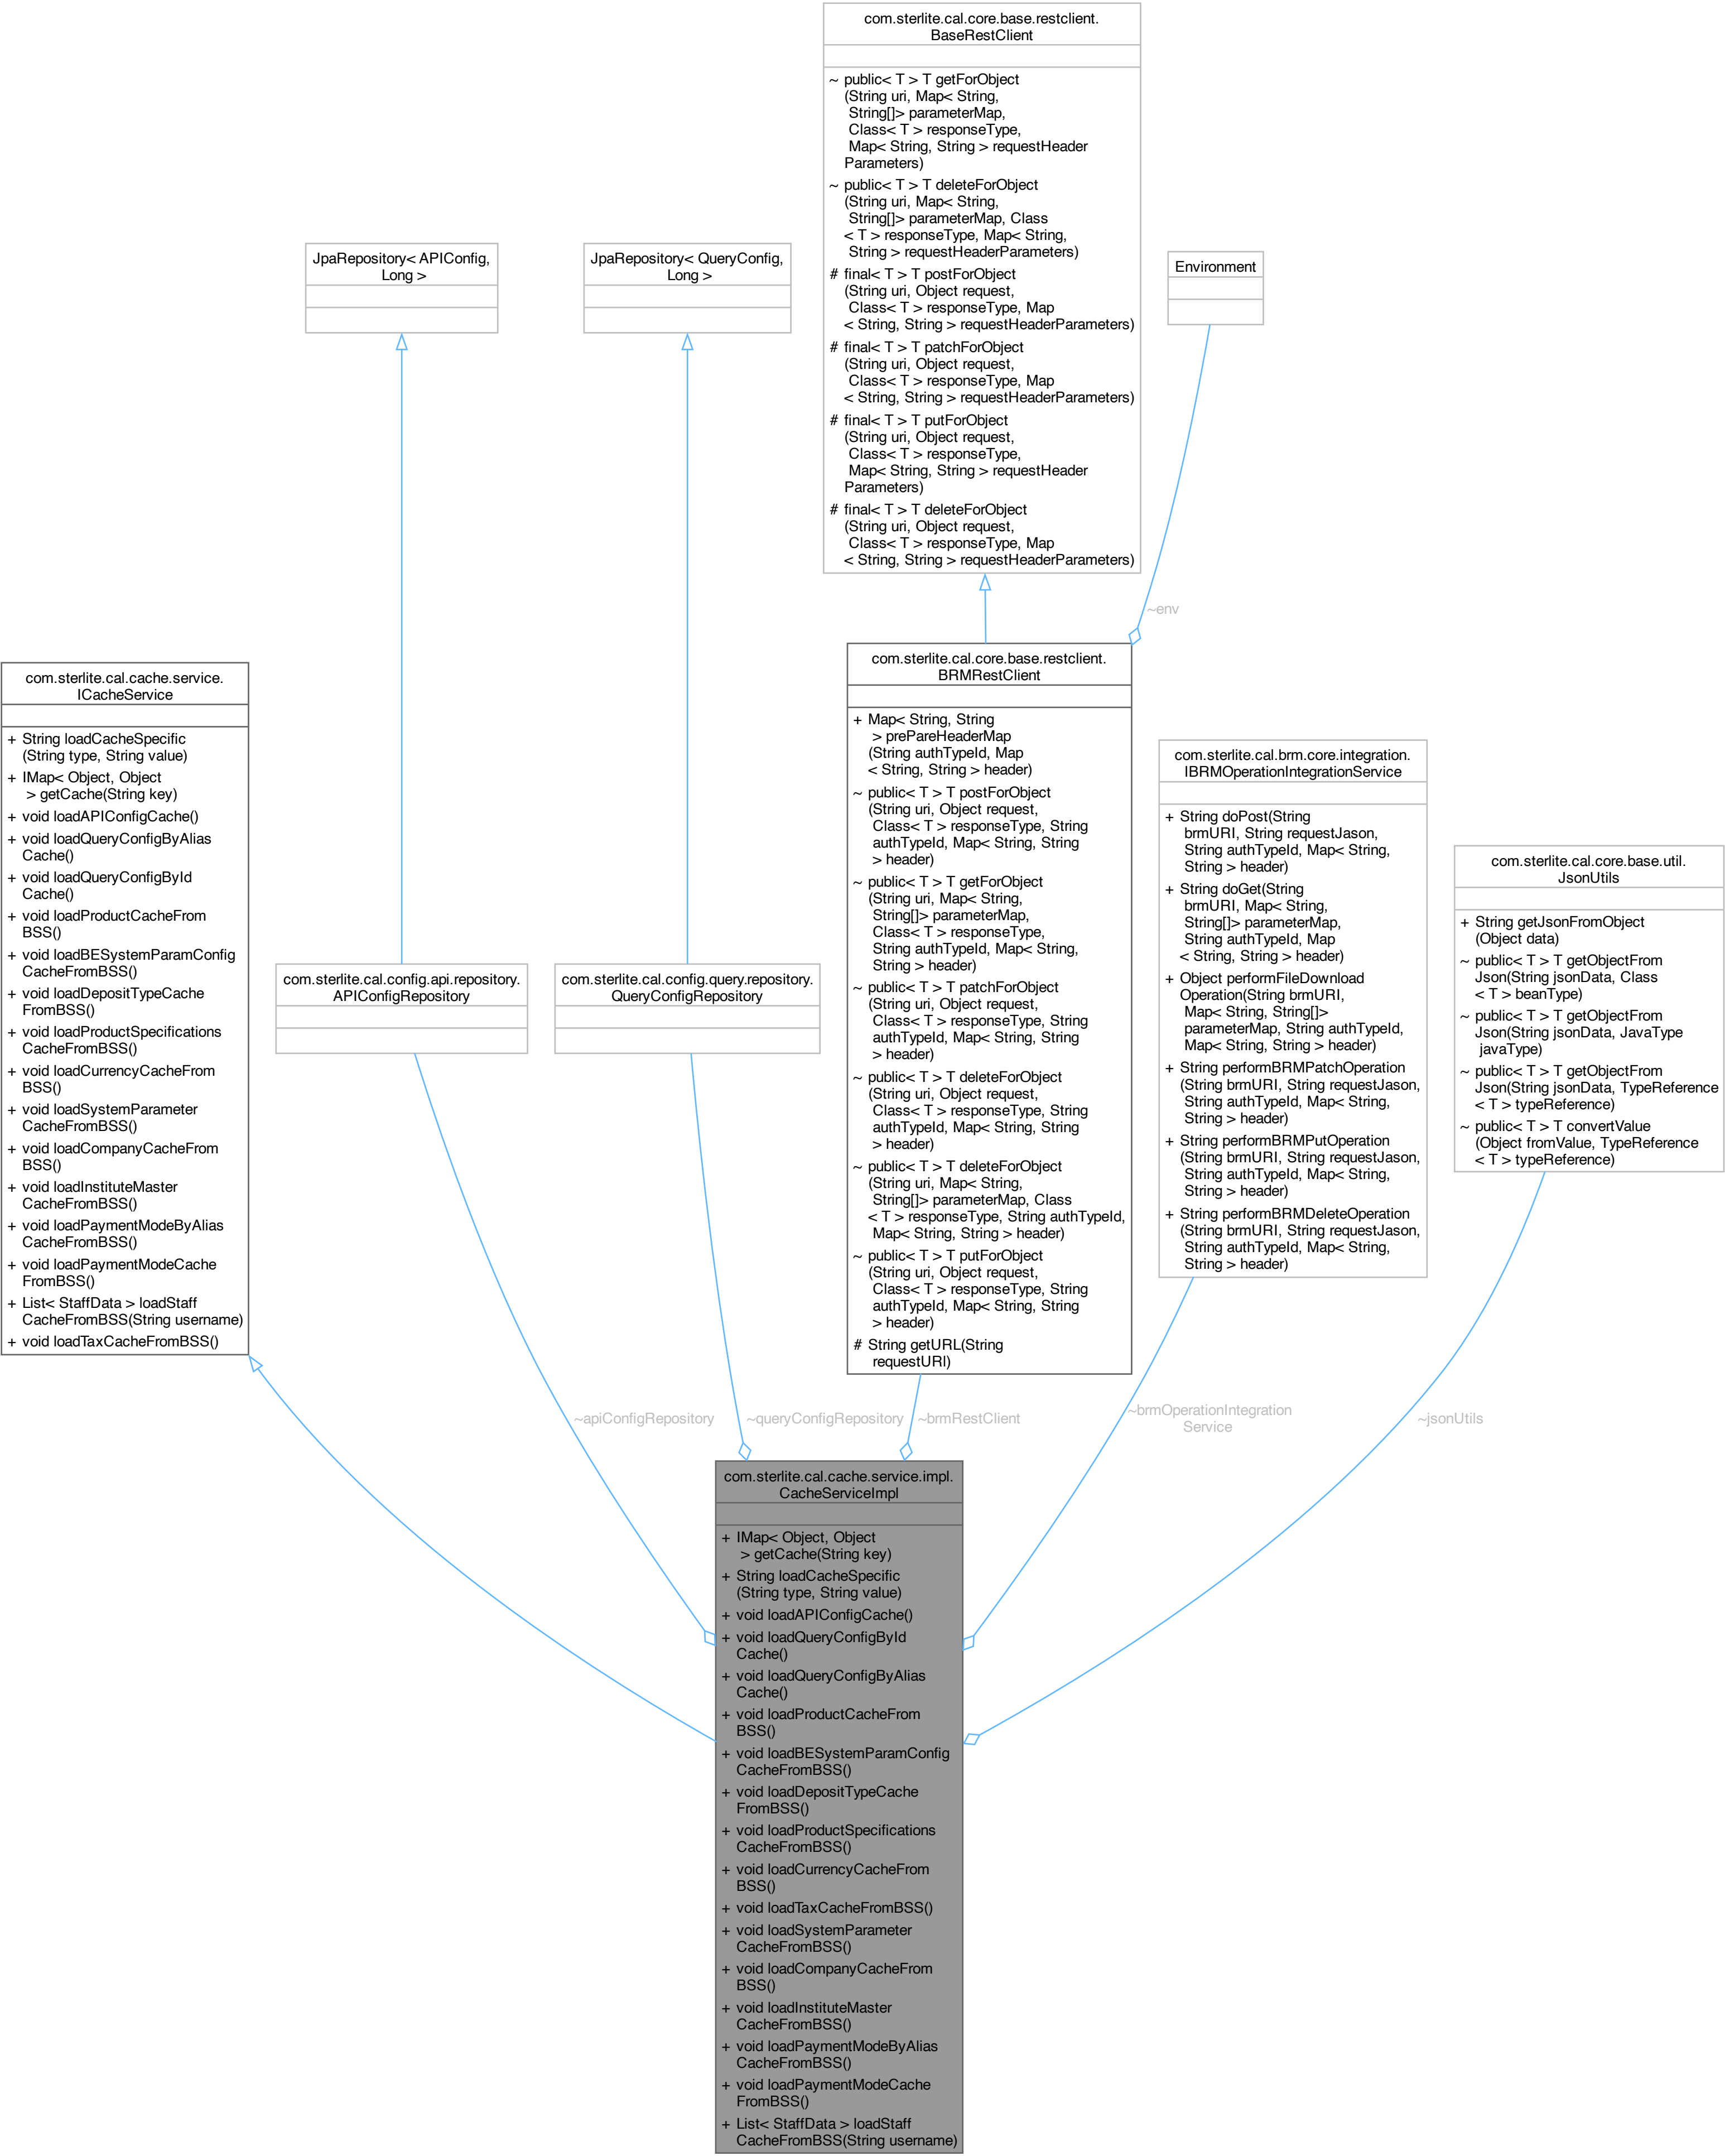 com.sterlite.cal.core.base.restclient.
BaseRestClient
~ public< T > T getForObject
(String uri, Map< String,
String[]> parameterMap,
Class< T > responseType,
Map< String, String > requestHeader
Parameters)
~ public< T > T deleteForObject
(String uri, Map< String,
String[]> parameterMap, Class
< T > responseType, Map< String,
String > requestHeaderParameters)
# final< T > T postForObject
(String uri, Object request,
Class< T > responseType, Map
< String, String > requestHeaderParameters)
# final< T > T patchForObject
(String uri, Object request,
Class< T > responseType, Map
< String, String > requestHeaderParameters)
# final< T > T putForObject
(String uri, Object request,
Class< T > responseType,
Map< String, String > requestHeader
Parameters)
# final< T > T deleteForObject
(String uri, Object request,
Class< T > responseType, Map
< String, String > requestHeaderParameters)
JpaRepository< APIConfig,
Long >
JpaRepository< QueryConfig,
Long >
Environment
~env
com.sterlite.cal.cache.service.
ICacheService
+ String loadCacheSpecific
(String type, String value)
+ IMap< Object, Object
> getCache(String key)
+ void loadAPIConfigCache()
+ void loadQueryConfigByAlias
Cache()
+ void loadQueryConfigById
Cache()
+ void loadProductCacheFrom
BSS()
+ void loadBESystemParamConfig
CacheFromBSS()
+ void loadDepositTypeCache
FromBSS()
+ void loadProductSpecifications
CacheFromBSS()
+ void loadCurrencyCacheFrom
BSS()
+ void loadSystemParameter
CacheFromBSS()
+ void loadCompanyCacheFrom
BSS()
+ void loadInstituteMaster
CacheFromBSS()
+ void loadPaymentModeByAlias
CacheFromBSS()
+ void loadPaymentModeCache
FromBSS()
+ List< StaffData > loadStaff
CacheFromBSS(String username)
+ void loadTaxCacheFromBSS()
com.sterlite.cal.config.api.repository.
APIConfigRepository
com.sterlite.cal.config.query.repository.
QueryConfigRepository
com.sterlite.cal.core.base.restclient.
BRMRestClient
+ Map< String, String
> prePareHeaderMap
(String authTypeId, Map
< String, String > header)
~ public< T > T postForObject
(String uri, Object request,
Class< T > responseType, String
authTypeId, Map< String, String
> header)
~ public< T > T getForObject
(String uri, Map< String,
String[]> parameterMap,
Class< T > responseType,
String authTypeId, Map< String,
String > header)
~ public< T > T patchForObject
(String uri, Object request,
Class< T > responseType, String
authTypeId, Map< String, String
> header)
~ public< T > T deleteForObject
(String uri, Object request,
Class< T > responseType, String
authTypeId, Map< String, String
> header)
~ public< T > T deleteForObject
(String uri, Map< String,
String[]> parameterMap, Class
< T > responseType, String authTypeId,
Map< String, String > header)
~ public< T > T putForObject
(String uri, Object request,
Class< T > responseType, String
authTypeId, Map< String, String
> header)
# String getURL(String
requestURI)
com.sterlite.cal.brm.core.integration.
IBRMOperationIntegrationService
+ String doPost(String
brmURI, String requestJason,
String authTypeId, Map< String,
String > header)
+ String doGet(String
brmURI, Map< String,
String[]> parameterMap,
String authTypeId, Map
< String, String > header)
+ Object performFileDownload
Operation(String brmURI,
Map< String, String[]>
parameterMap, String authTypeId,
Map< String, String > header)
+ String performBRMPatchOperation
(String brmURI, String requestJason,
String authTypeId, Map< String,
String > header)
+ String performBRMPutOperation
(String brmURI, String requestJason,
String authTypeId, Map< String,
String > header)
+ String performBRMDeleteOperation
(String brmURI, String requestJason,
String authTypeId, Map< String,
String > header)
com.sterlite.cal.core.base.util.
JsonUtils
+ String getJsonFromObject
(Object data)
~ public< T > T getObjectFrom
Json(String jsonData, Class
< T > beanType)
~ public< T > T getObjectFrom
Json(String jsonData, JavaType
javaType)
~ public< T > T getObjectFrom
Json(String jsonData, TypeReference
< T > typeReference)
~ public< T > T convertValue
(Object fromValue, TypeReference
< T > typeReference)
~apiConfigRepository
~queryConfigRepository
~brmRestClient
~brmOperationIntegration
Service
~jsonUtils
com.sterlite.cal.cache.service.impl.
CacheServiceImpl
+ IMap< Object, Object
> getCache(String key)
+ String loadCacheSpecific
(String type, String value)
+ void loadAPIConfigCache()
+ void loadQueryConfigById
Cache()
+ void loadQueryConfigByAlias
Cache()
+ void loadProductCacheFrom
BSS()
+ void loadBESystemParamConfig
CacheFromBSS()
+ void loadDepositTypeCache
FromBSS()
+ void loadProductSpecifications
CacheFromBSS()
+ void loadCurrencyCacheFrom
BSS()
+ void loadTaxCacheFromBSS()
+ void loadSystemParameter
CacheFromBSS()
+ void loadCompanyCacheFrom
BSS()
+ void loadInstituteMaster
CacheFromBSS()
+ void loadPaymentModeByAlias
CacheFromBSS()
+ void loadPaymentModeCache
FromBSS()
+ List< StaffData > loadStaff
CacheFromBSS(String username)